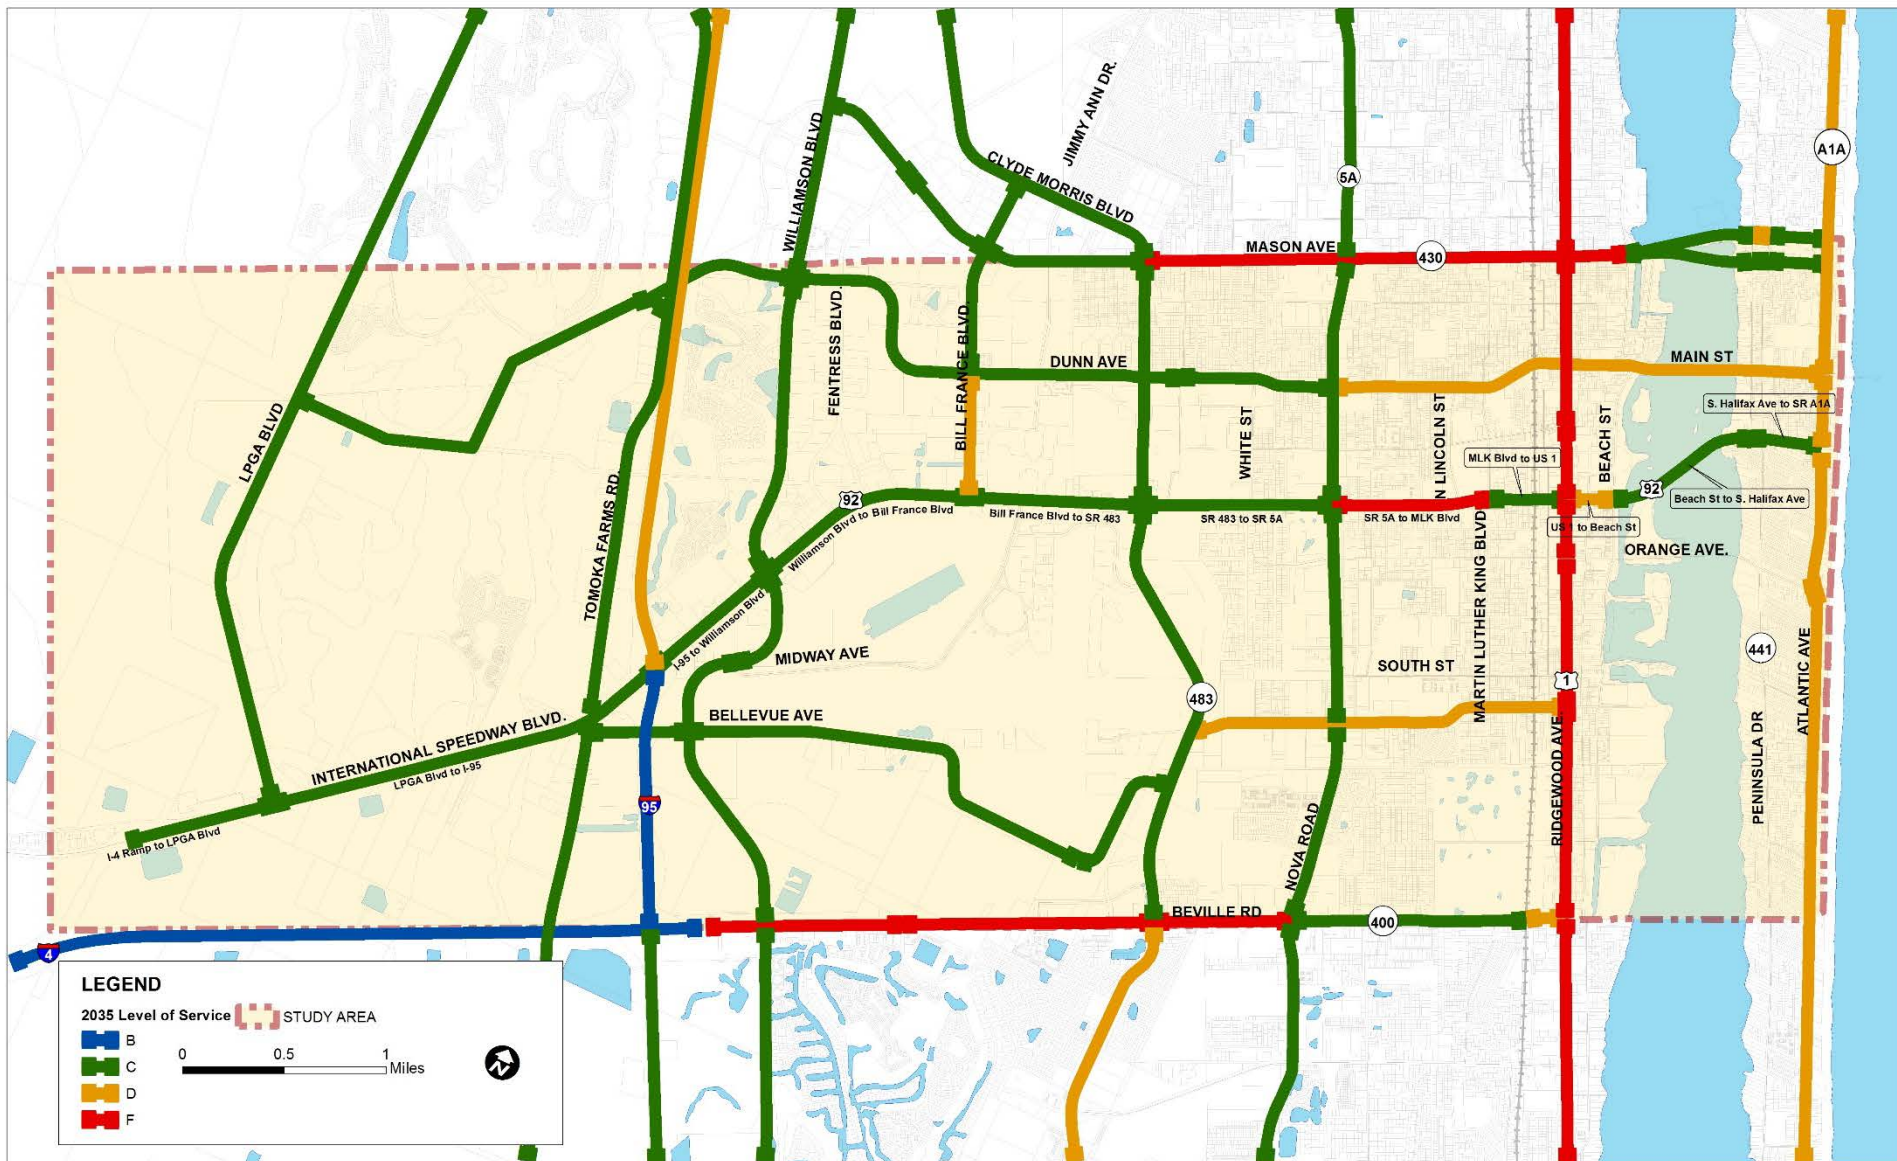 A1A
JIMMY ANN DR.
CLYDE MORRIS BLVD
WILLIAMSON BLVD
5A
MASON AVE
430
FENTRESS BLVD.
BILL FRANCE BLVD.
DUNN AVE
MAIN ST
LPGA BLVD
WHITE ST
N LINCOLN ST
BEACH ST
S. Halifax Ave to SR A1A
MLK Blvd to US 1
TOMOKA FARMS RD.
92
Williamson Blvd to Bill France Blvd
Bill France Blvd to SR 483
SR 483 to SR 5A
SR 5A to MLK Blvd
92
Beach St to S. Halifax Ave
US 1 to Beach St
ORANGE AVE.
I-95 to Williamson Blvd
MIDWAY AVE
SOUTH ST
MARTIN LUTHER KING BLVD
441
1
483
BELLEVUE AVE
ATLANTIC AVE
PENINSULA DR
RIDGEWOOD AVE.
INTERNATIONAL SPEEDWAY BLVD.
LPGA Blvd to I-95
95
I-4 Ramp to LPGA Blvd
NOVA ROAD
BEVILLE RD
400
4
LEGEND
2035 Level of Service
STUDY AREA
B
C
D
F
0 0.5 1
Miles
N